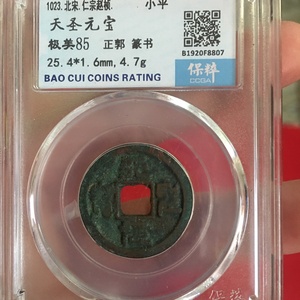 1023.北宋.仁宗赵祯. 小平
天圣元宝
极美85 正郭 篆书
25.4*1.6mm,4.7g
B1920F8807
保粹
CCGA
BAO CUI COINS RATING